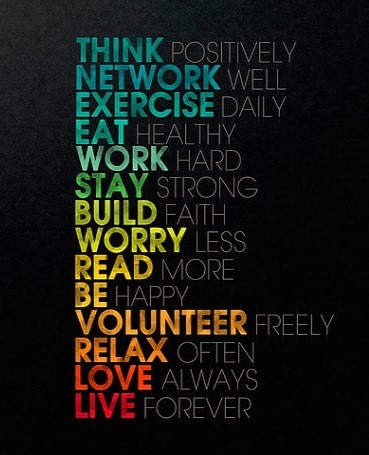 THINK POSITIVELY
NETWORK WELL
EXERCISE DAILY
EAT HEALTHY
WORK HARD
STAY STRONG
BUILD FAITH
WORRY LESS
READ MORE
BE HAPPY
VOLUNTEER FREELY
RELAX OFTEN
LOVE ALWAYS
LIVE FOREVER